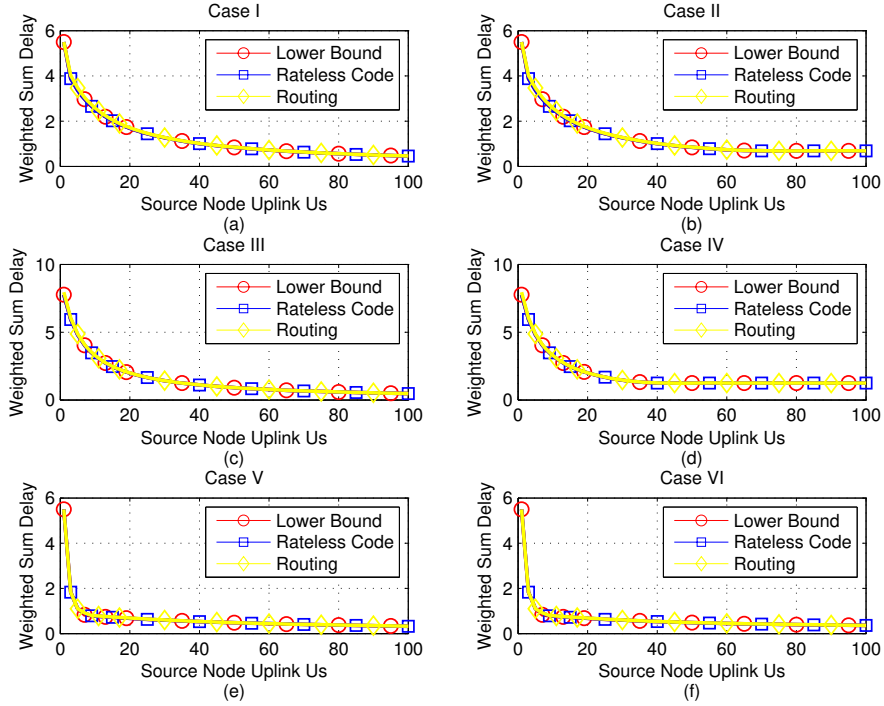 Case I
Weighted Sum Delay
6
4
2
0
Lower Bound
Rateless Code
Routing
0 20 40 60 80 100
Source Node Uplink Us
(a)
Case II
Weighted Sum Delay
6
4
2
0
Lower Bound
Rateless Code
Routing
0 20 40 60 80 100
Source Node Uplink Us
(b)
Case III
Weighted Sum Delay
10
5
0
Lower Bound
Rateless Code
Routing
0 20 40 60 80 100
Source Node Uplink Us
(c)
Case IV
Weighted Sum Delay
10
5
0
Lower Bound
Rateless Code
Routing
0 20 40 60 80 100
Source Node Uplink Us
(d)
Case V
Weighted Sum Delay
6
4
2
0
Lower Bound
Rateless Code
Routing
0 20 40 60 80 100
Source Node Uplink Us
(e)
Case VI
Weighted Sum Delay
6
4
2
0
Lower Bound
Rateless Code
Routing
0 20 40 60 80 100
Source Node Uplink Us
(f)